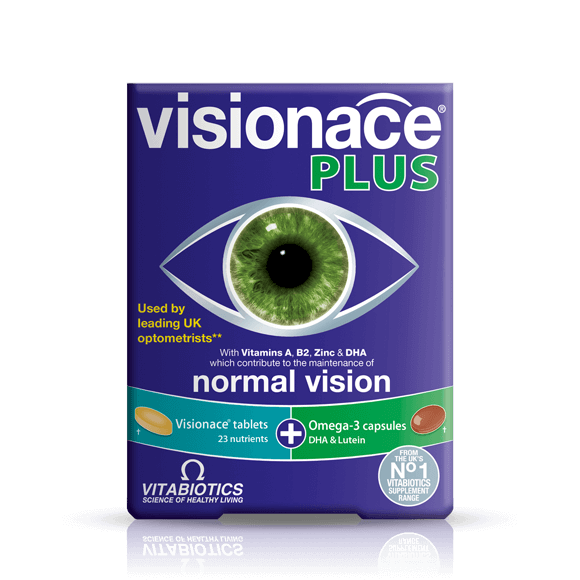 visionace®
PLUS
Used by
leading UK
optometrists**
With Vitamins A, B2, Zinc & DHA
which contribute to the maintenance of
normal vision
Visionace® tablets
23 nutrients
Omega-3 capsules
DHA & Lutein
†
†
VITABIOTICS
SCIENCE OF HEALTHY LIVING
FROM
THE UK'S
Nº1
VITABIOTICS
SUPPLEMENT
RANGE